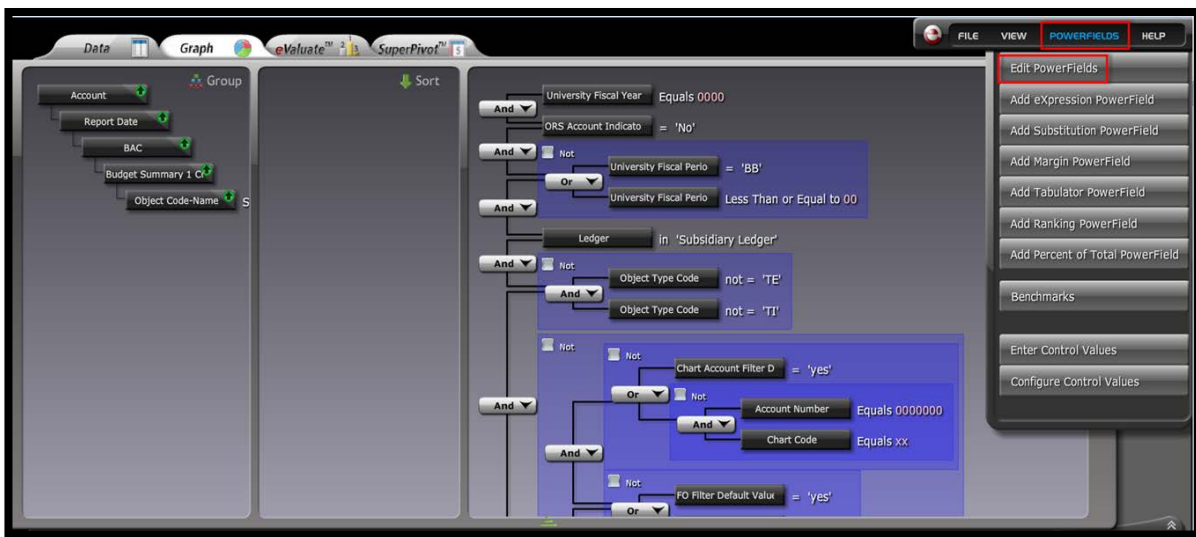 Data
Graph
eValuate™
SuperPivot™
FILE VIEW POWERFIELDS HELP
Group
Account
Report Date
BAC
Budget Summary 1 C
Object Code-Name S
Sort
University Fiscal Year Equals 0000
And
ORS Account Indicato = 'No'
And
Not
University Fiscal Perio = 'BB'
Or
University Fiscal Perio Less Than or Equal to 00
And
Ledger in 'Subsidiary Ledger'
And
Not
Object Type Code not = 'TE'
And
Object Type Code not = 'TI'
Not
Not
Chart Account Filter D = 'yes'
Or
Not
Account Number Equals 0000000
And
And
Chart Code Equals xx
And
Not
FO Filter Default Value = 'yes'
Or
Edit PowerFields
Add eXpression PowerField
Add Substitution PowerField
Add Margin PowerField
Add Tabulator PowerField
Add Ranking PowerField
Add Percent of Total PowerField
Benchmarks
Enter Control Values
Configure Control Values